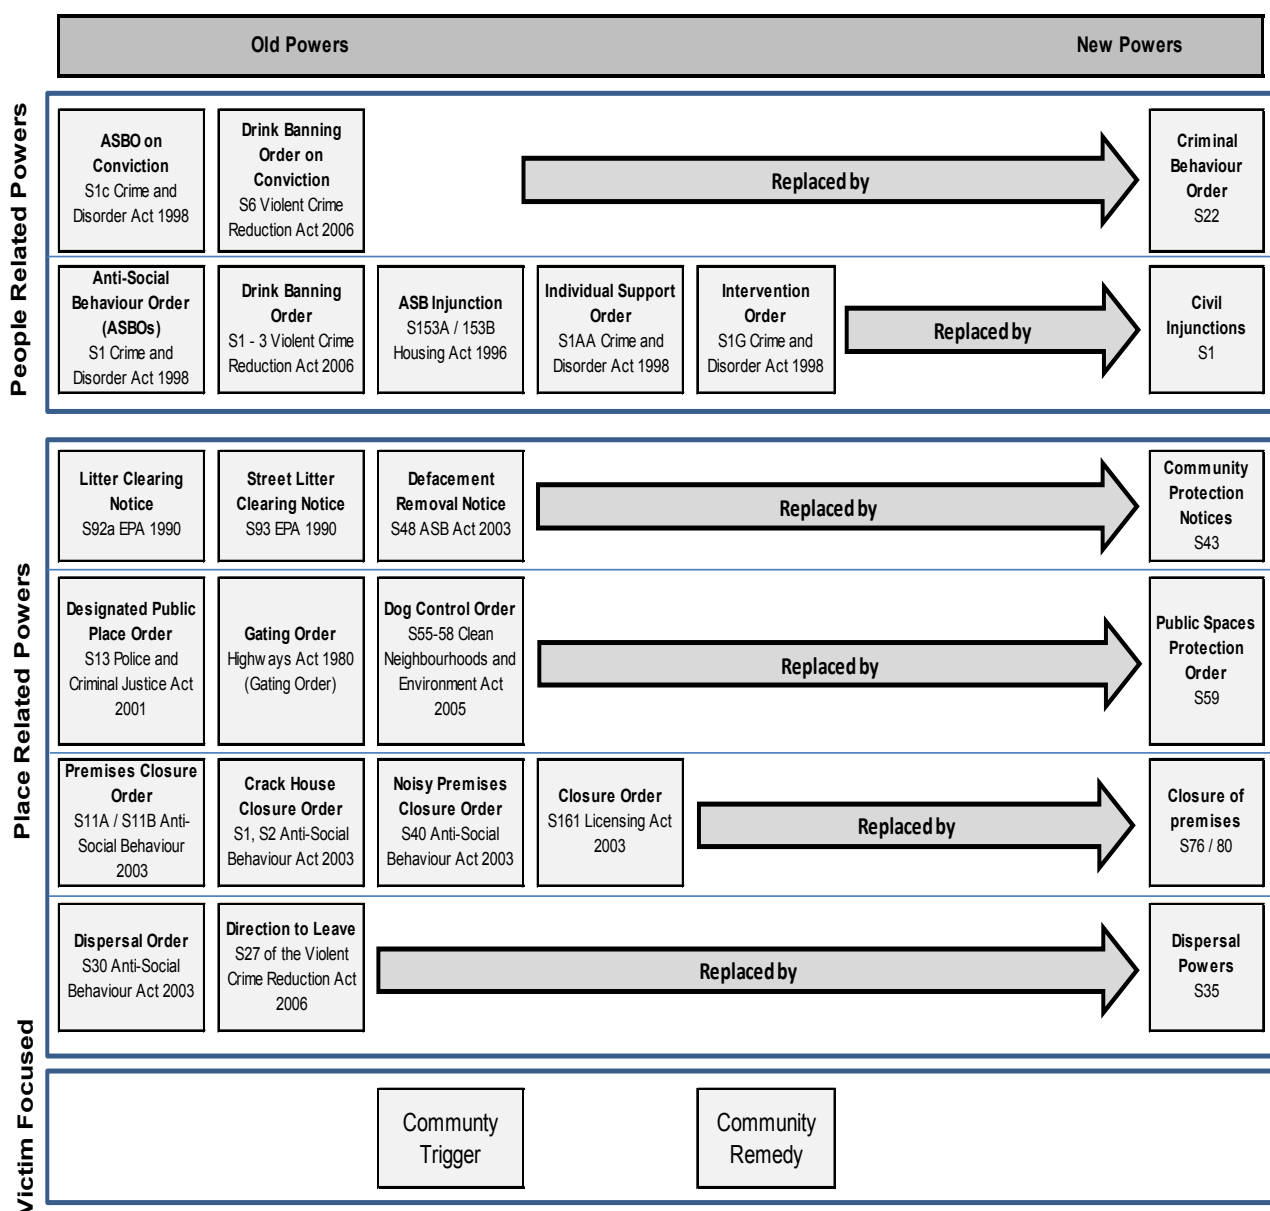 Old Powers
New Powers
People Related Powers
ASBO on
Conviction
S1c Crime and
Disorder Act 1998
Drink Banning
Order on
Conviction
S6 Violent Crime
Reduction Act 2006
Replaced by
Criminal
Behaviour
Order
S22
Anti-Social
Behaviour Order
(ASBOs)
S1 Crime and
Disorder Act 1998
Drink Banning
Order
S1 - 3 Violent Crime
Reduction Act 2006
ASB Injunction
S153A / 153B
Housing Act 1996
Individual Support
Order
S1AA Crime and
Disorder Act 1998
Intervention
Order
S1G Crime and
Disorder Act 1998
Replaced by
Civil
Injunctions
S1
Place Related Powers
Litter Clearing
Notice
S92a EPA 1990
Street Litter
Clearing Notice
S93 EPA 1990
Defacement
Removal Notice
S48 ASB Act 2003
Replaced by
Community
Protection
Notices
S43
Designated Public
Place Order
S13 Police and
Criminal Justice Act
2001
Gating Order
Highways Act 1980
(Gating Order)
Dog Control Order
S55-58 Clean
Neighbourhoods and
Environment Act
2005
Replaced by
Public Spaces
Protection
Order
S59
Premises Closure
Order
S11A / S11B Anti-
Social Behaviour
2003
Crack House
Closure Order
S1, S2 Anti-Social
Behaviour Act 2003
Noisy Premises
Closure Order
S40 Anti-Social
Behaviour Act 2003
Closure Order
S161 Licensing Act
2003
Replaced by
Closure of
premises
S76 / 80
Dispersal Order
S30 Anti-Social
Behaviour Act 2003
Direction to Leave
S27 of the Violent
Crime Reduction Act
2006
Replaced by
Dispersal
Powers
S35
Victim Focused
Communty
Trigger
Community
Remedy